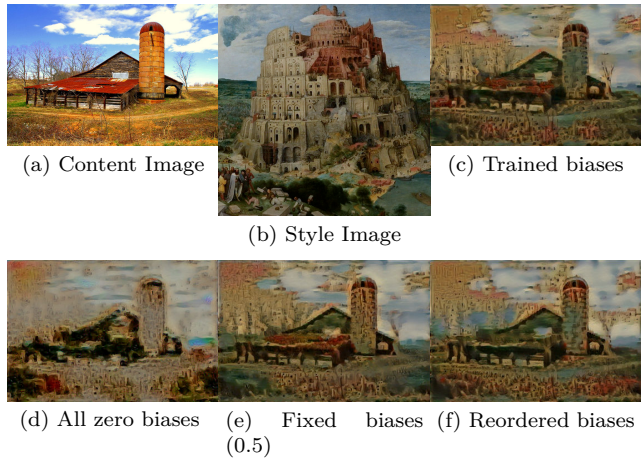 (a) Content Image
(c) Trained biases
(b) Style Image
(d) All zero biases
(e) Fixed biases
(0.5)
(f) Reordered biases